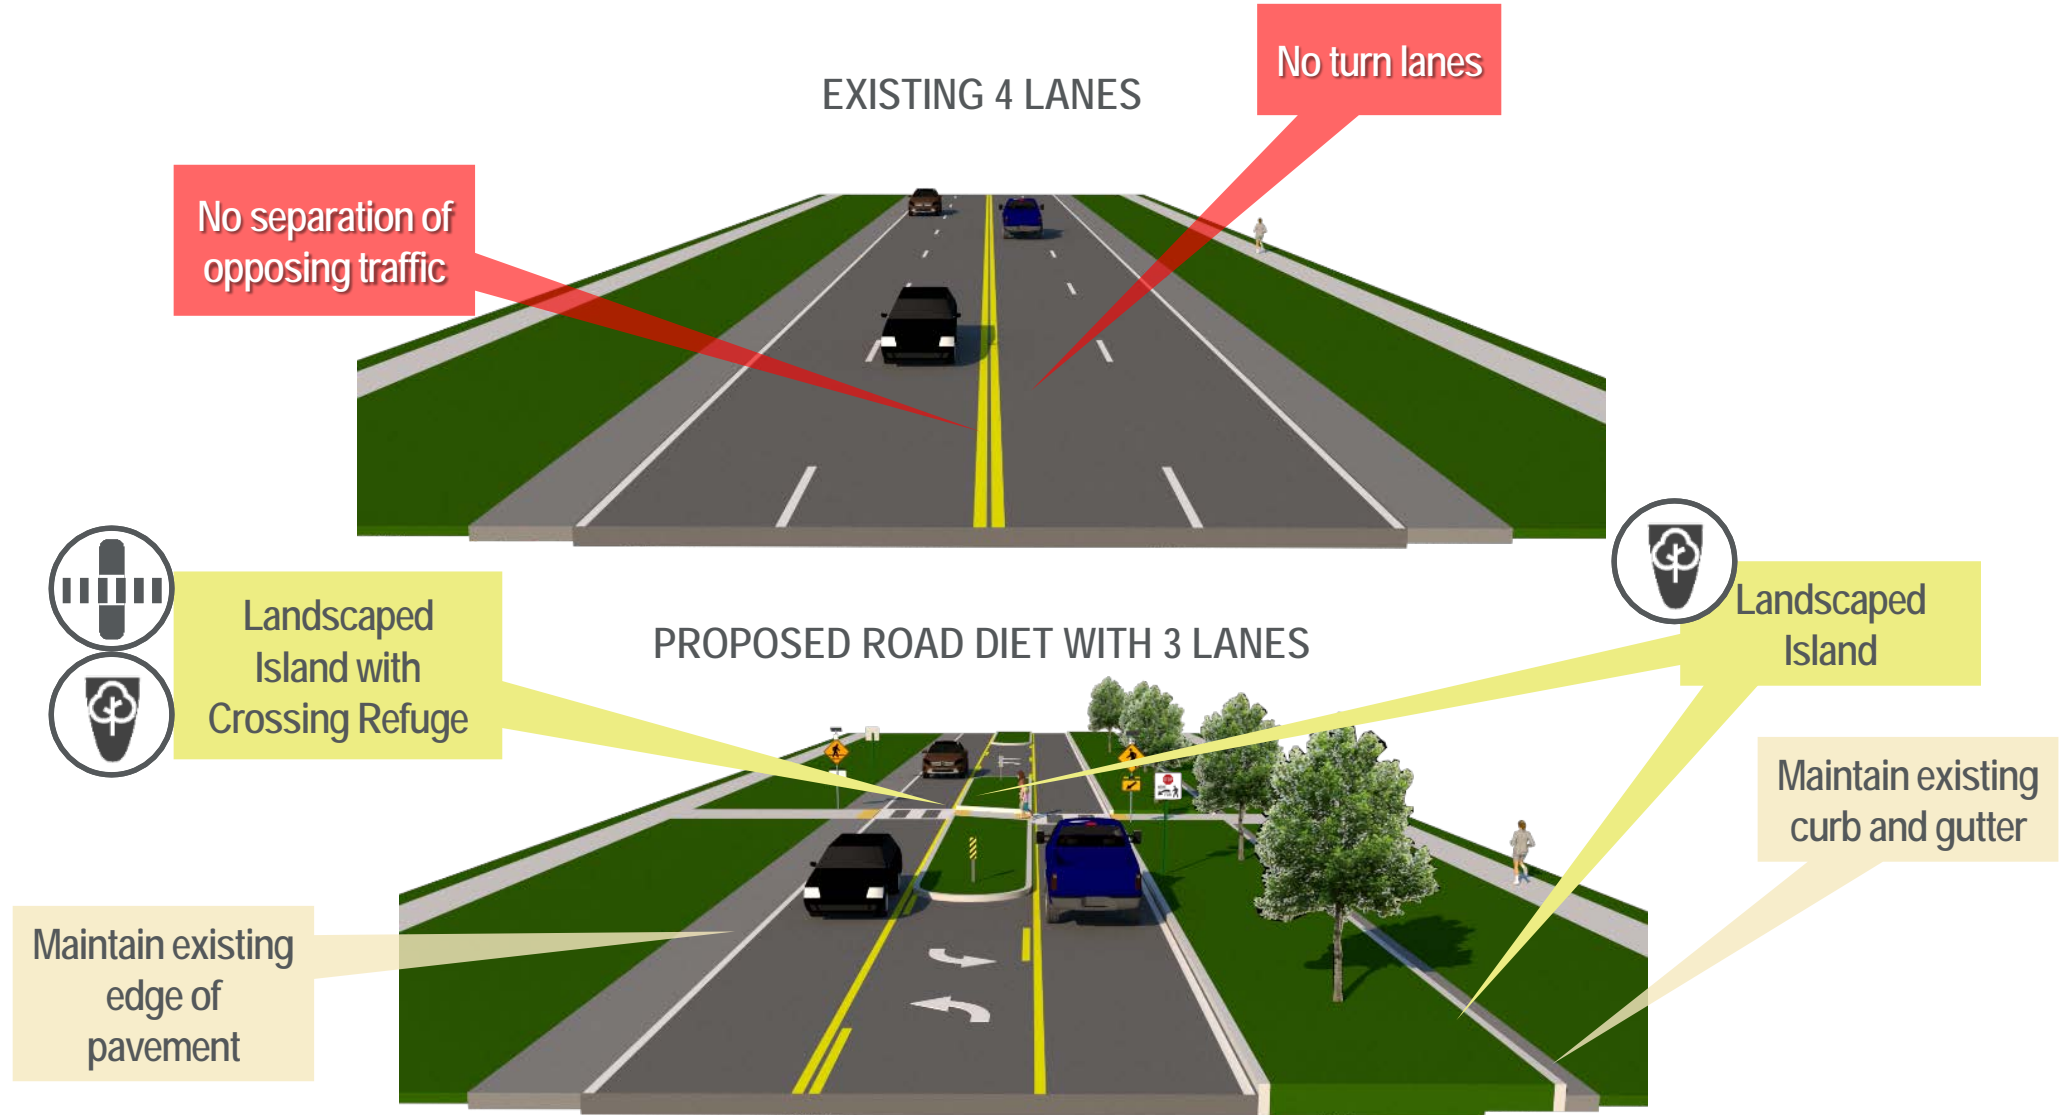 No turn lanes
EXISTING 4 LANES
No separation of
opposing traffic
Landscaped
Island with
Crossing Refuge
PROPOSED ROAD DIET WITH 3 LANES
Landscaped
Island
Maintain existing
curb and gutter
Maintain existing
edge of
pavement